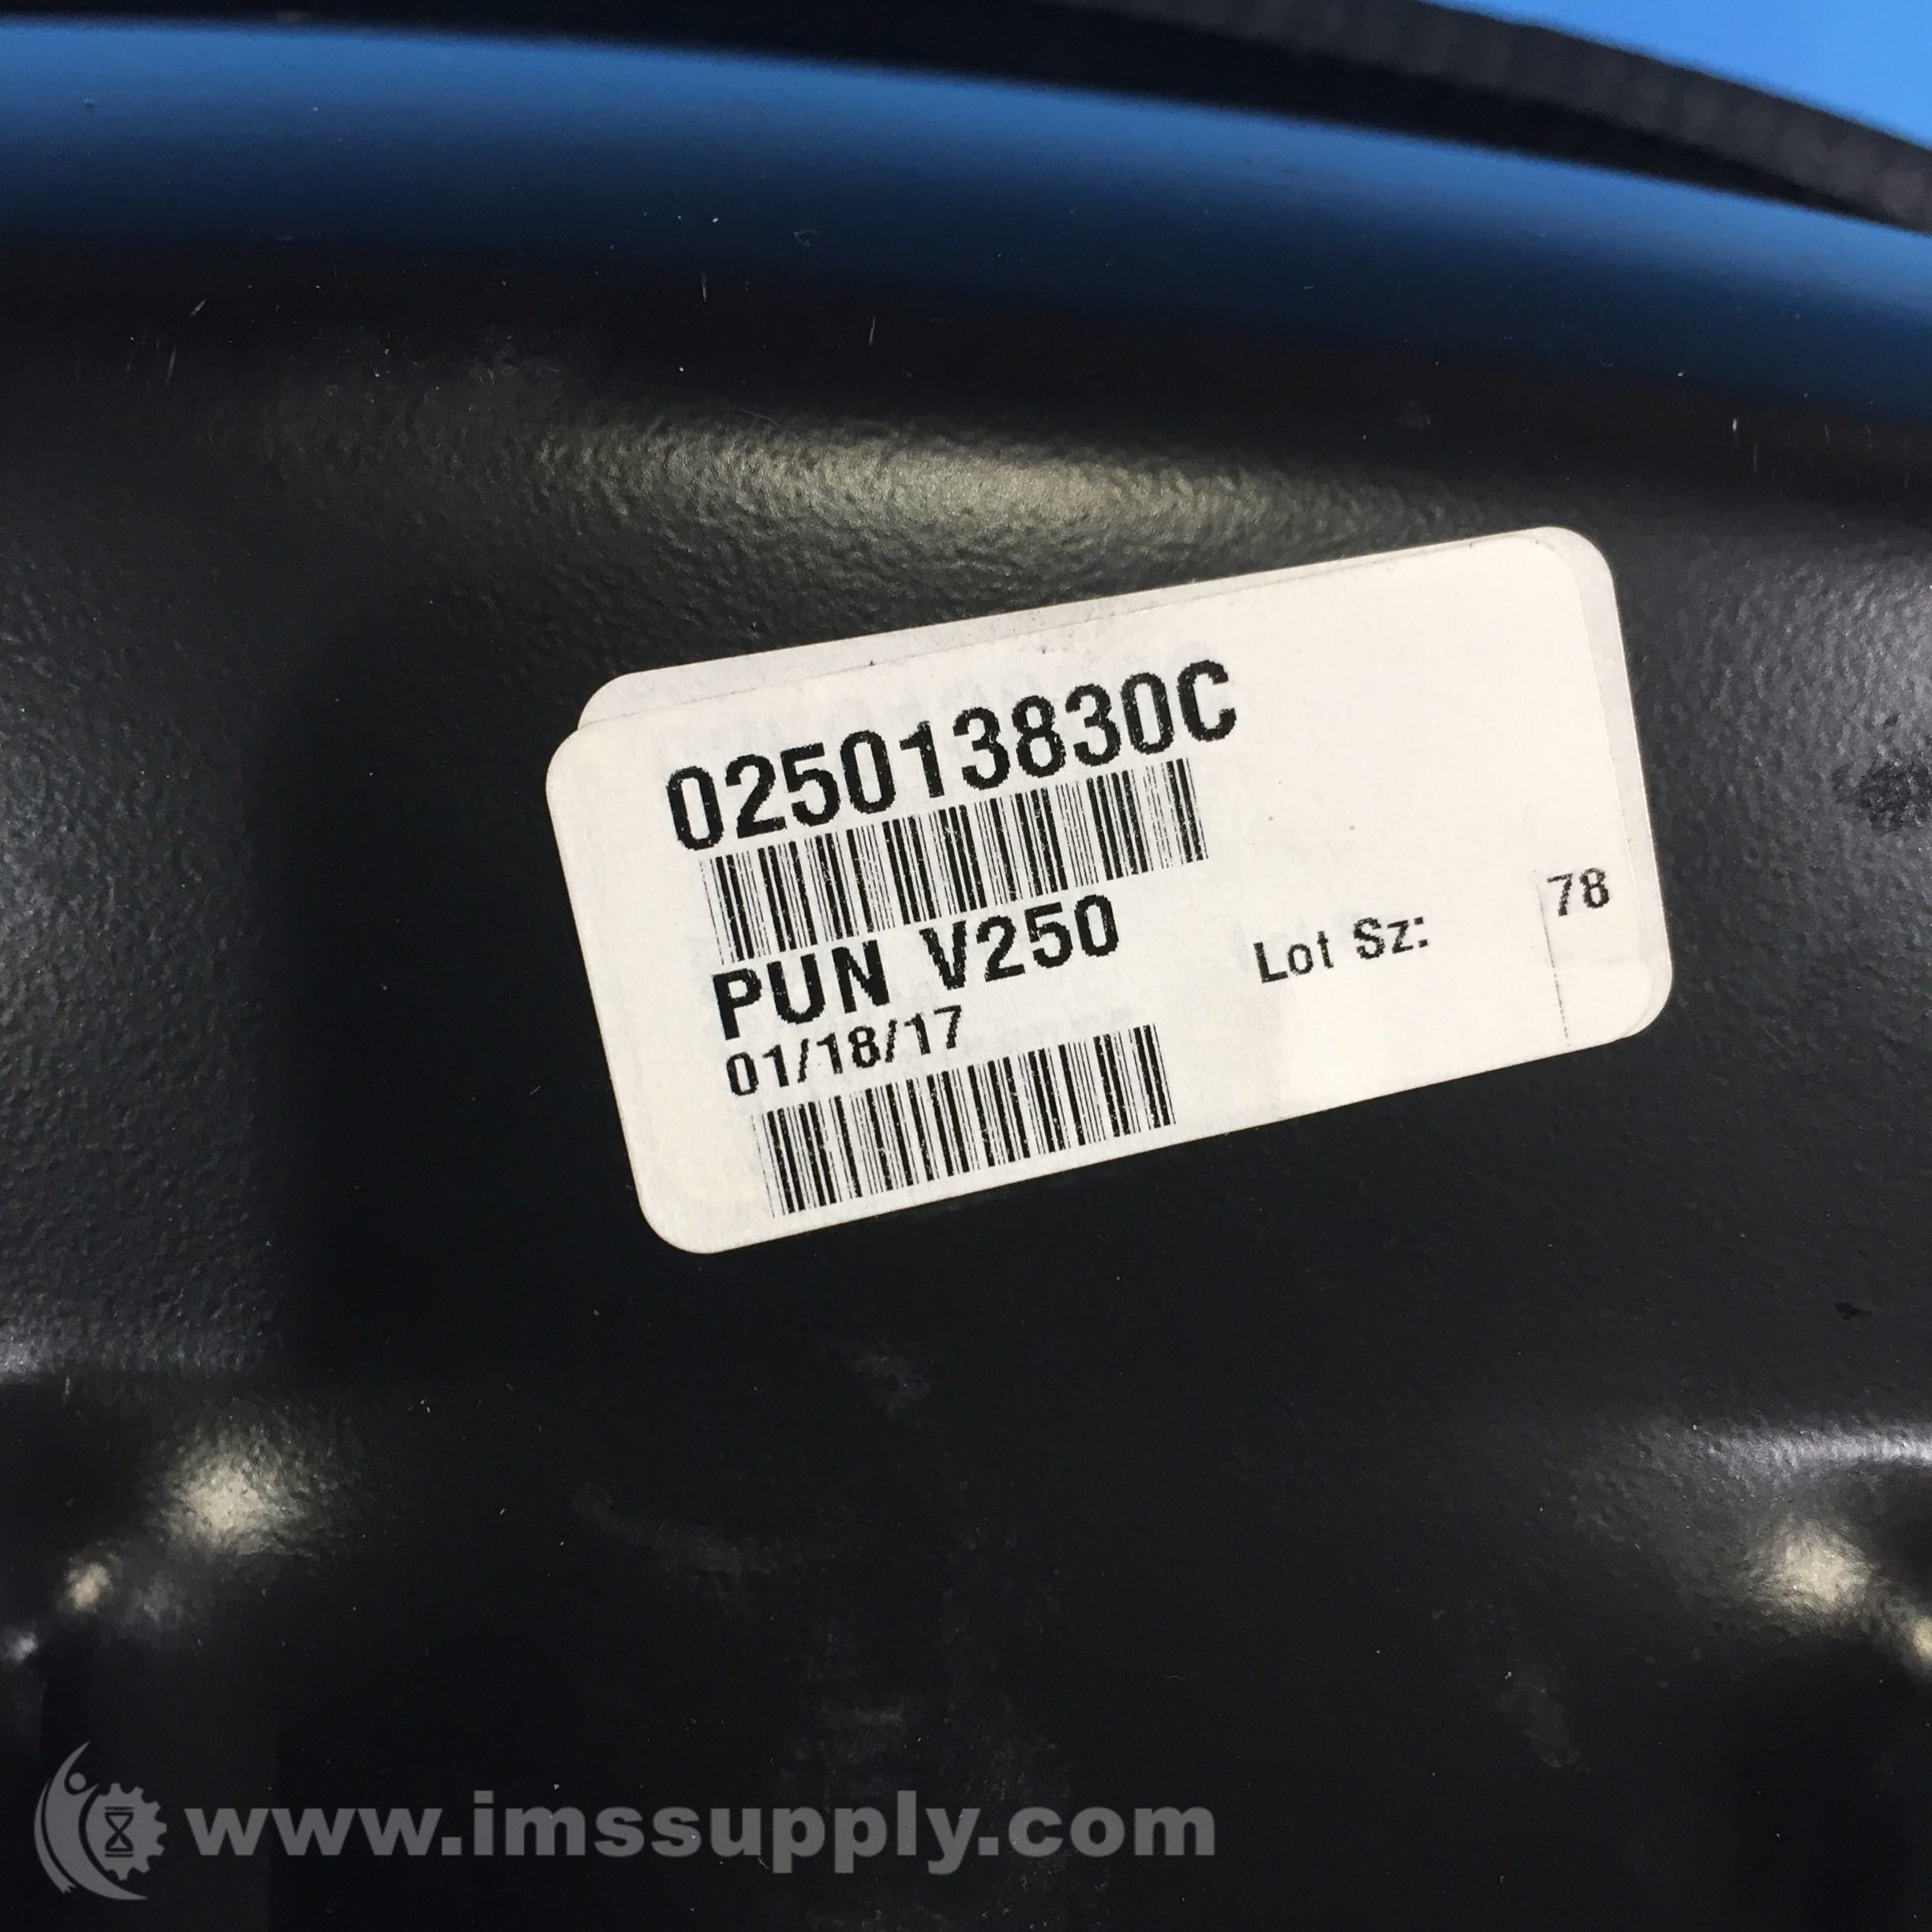 025013830C
PUN V250
01/18/17
Lot Sz: 78
www.imssupply.com